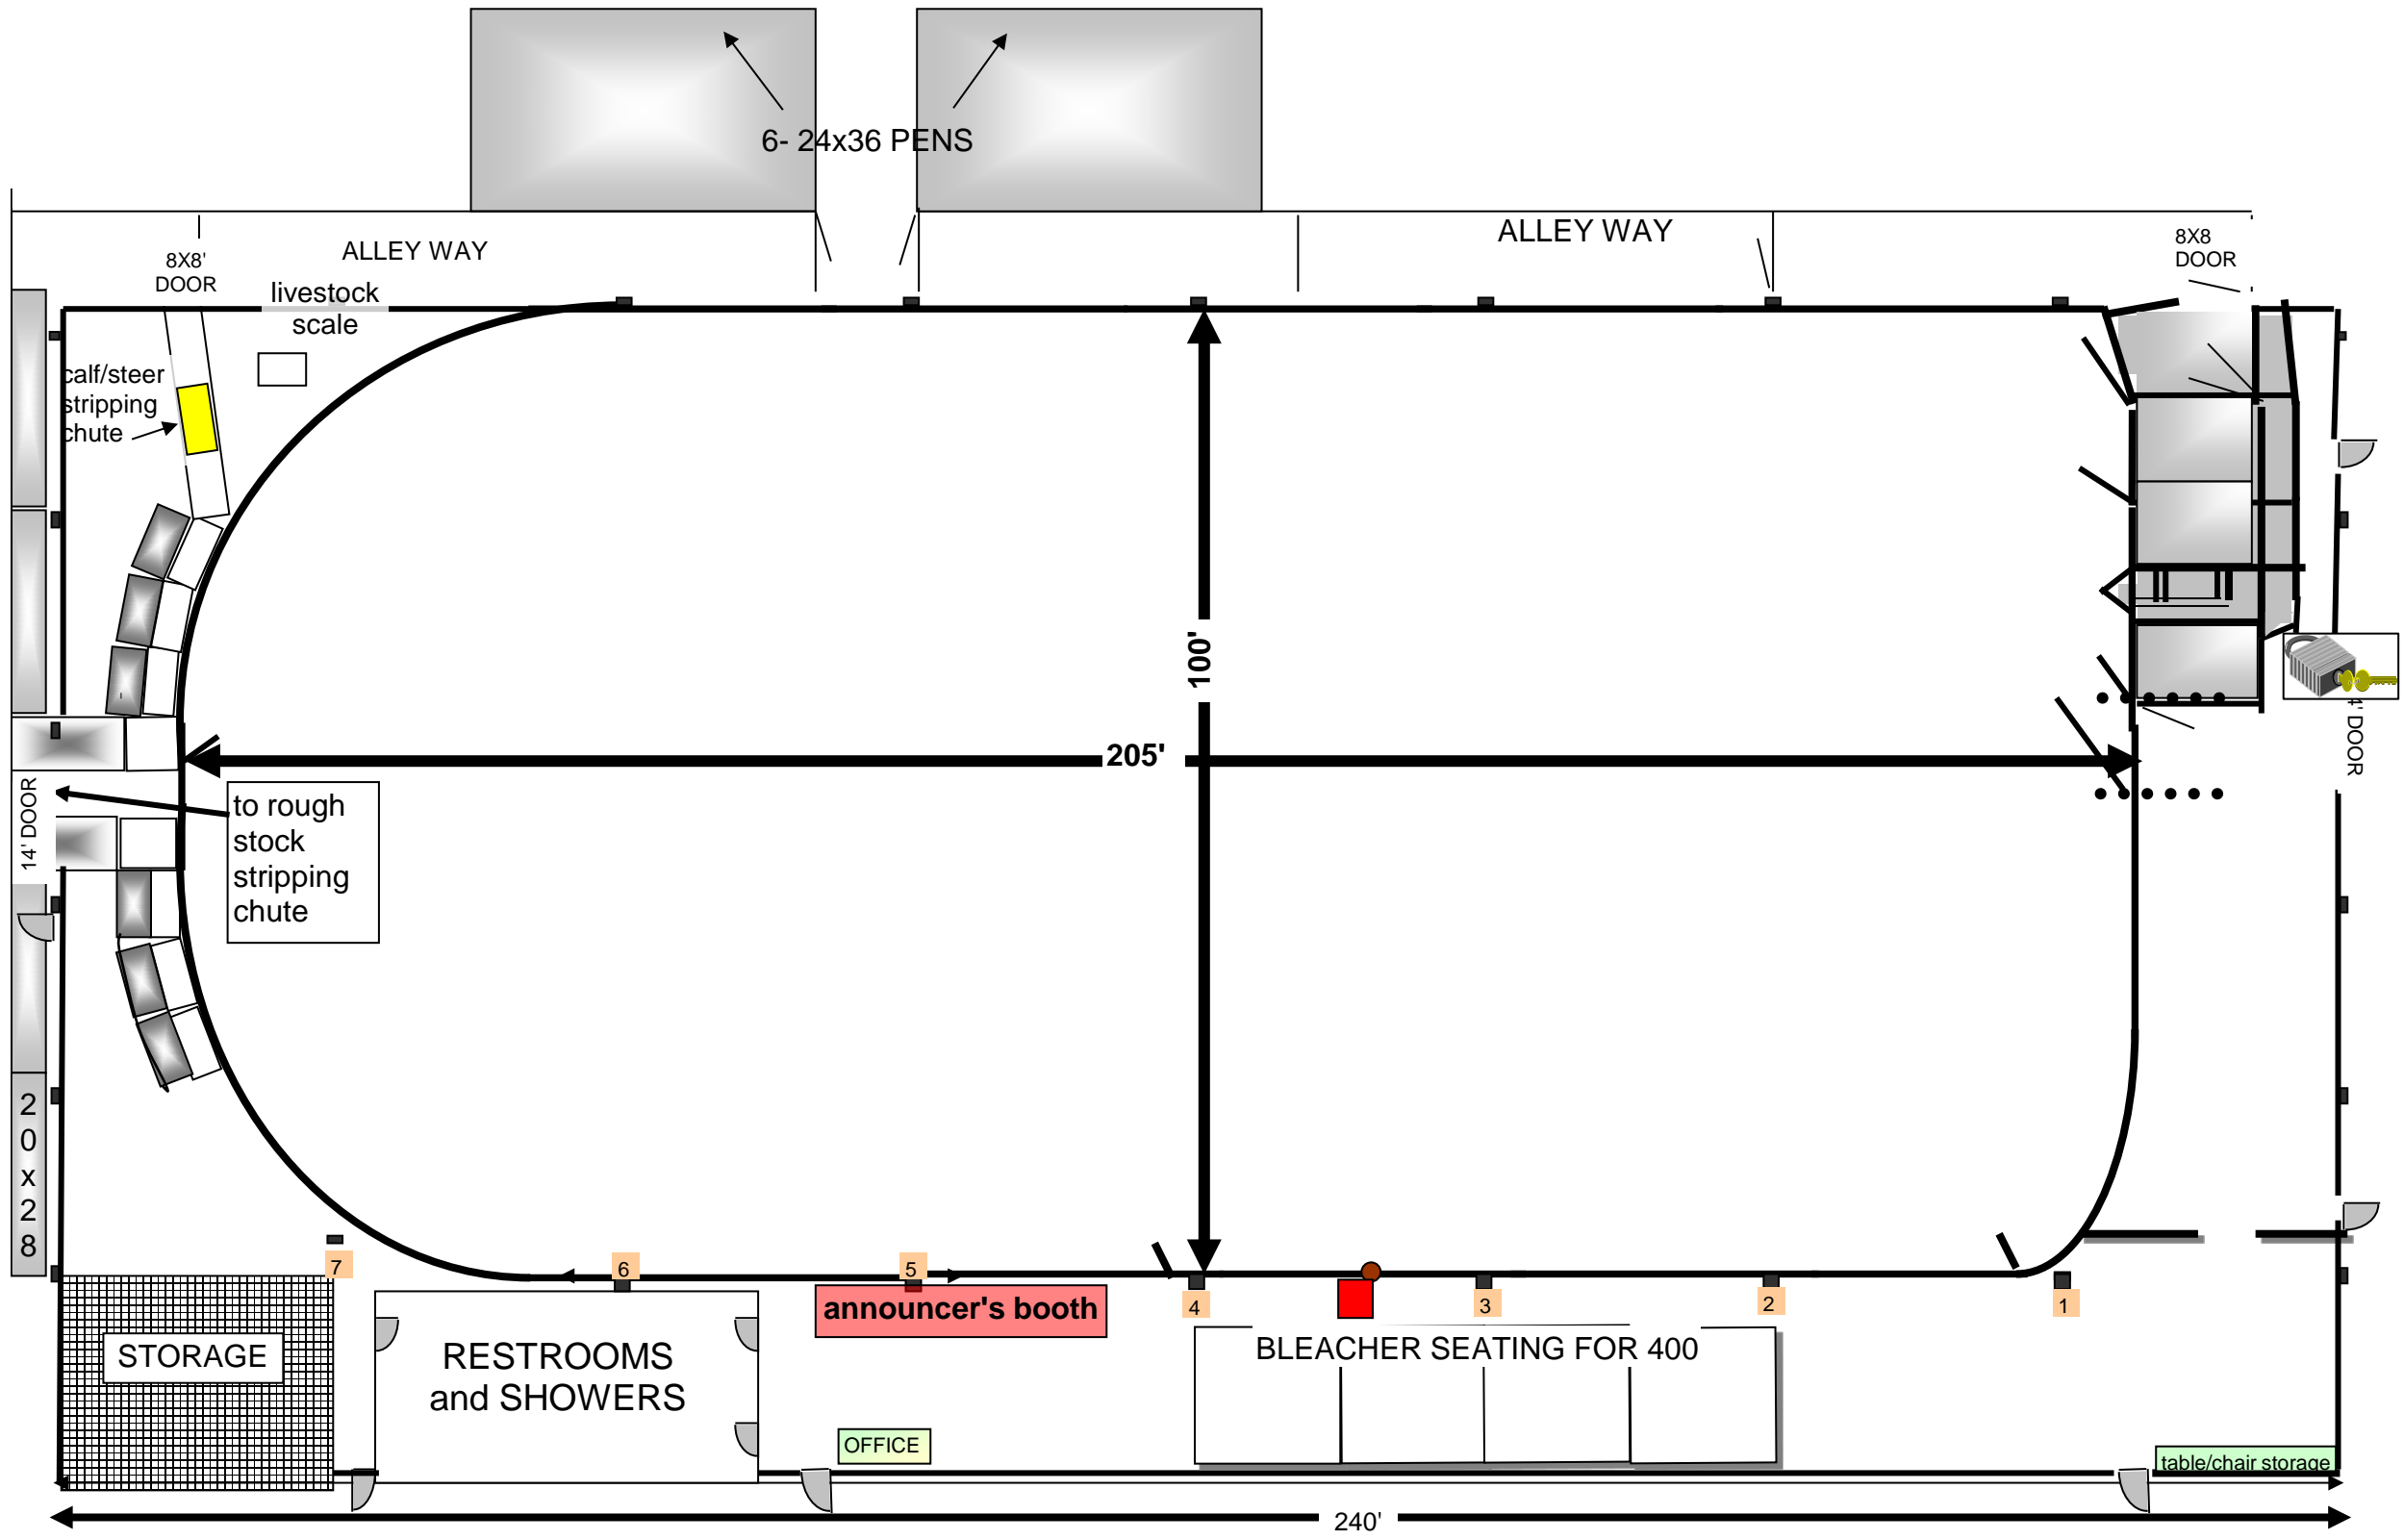 6- 24x36 PENS
ALLEY WAY
8X8
DOOR
ALLEY WAY
8X8'
DOOR
livestock
scale
calf/steer
stripping
chute
100'
205'
4' DOOR
14' DOOR
to rough
stock
stripping
chute
2
0
x
2
8
7
6
5
4
3
2
1
announcer's booth
STORAGE
RESTROOMS
and SHOWERS
BLEACHER SEATING FOR 400
OFFICE
table/chair storage
240'